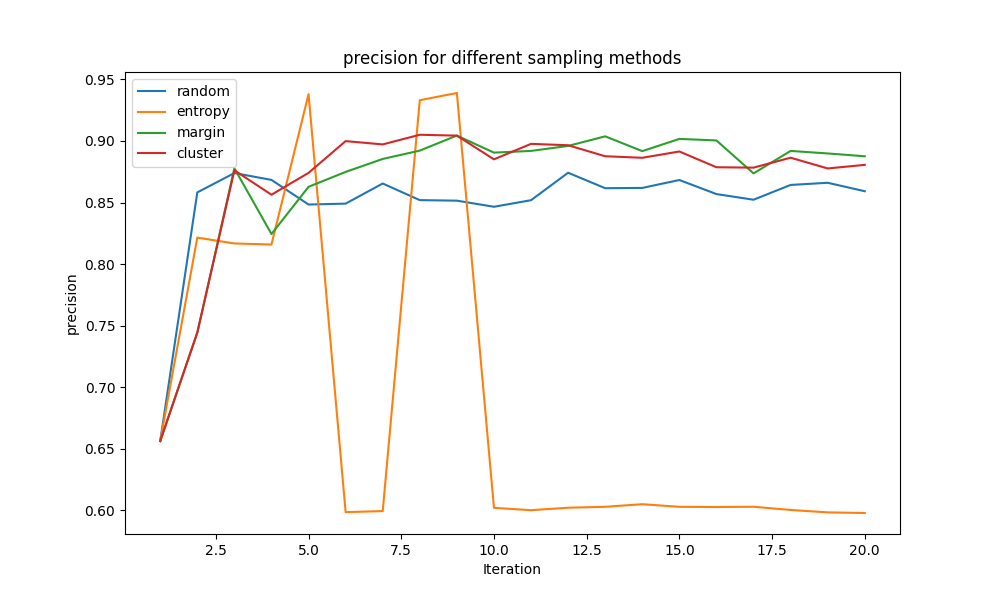 precision for different sampling methods
random
entropy
margin
cluster
0.95
0.90
0.85
0.80
0.75
0.70
0.65
0.60
precision
2.5
5.0
7.5
10.0
12.5
15.0
17.5
20.0
Iteration